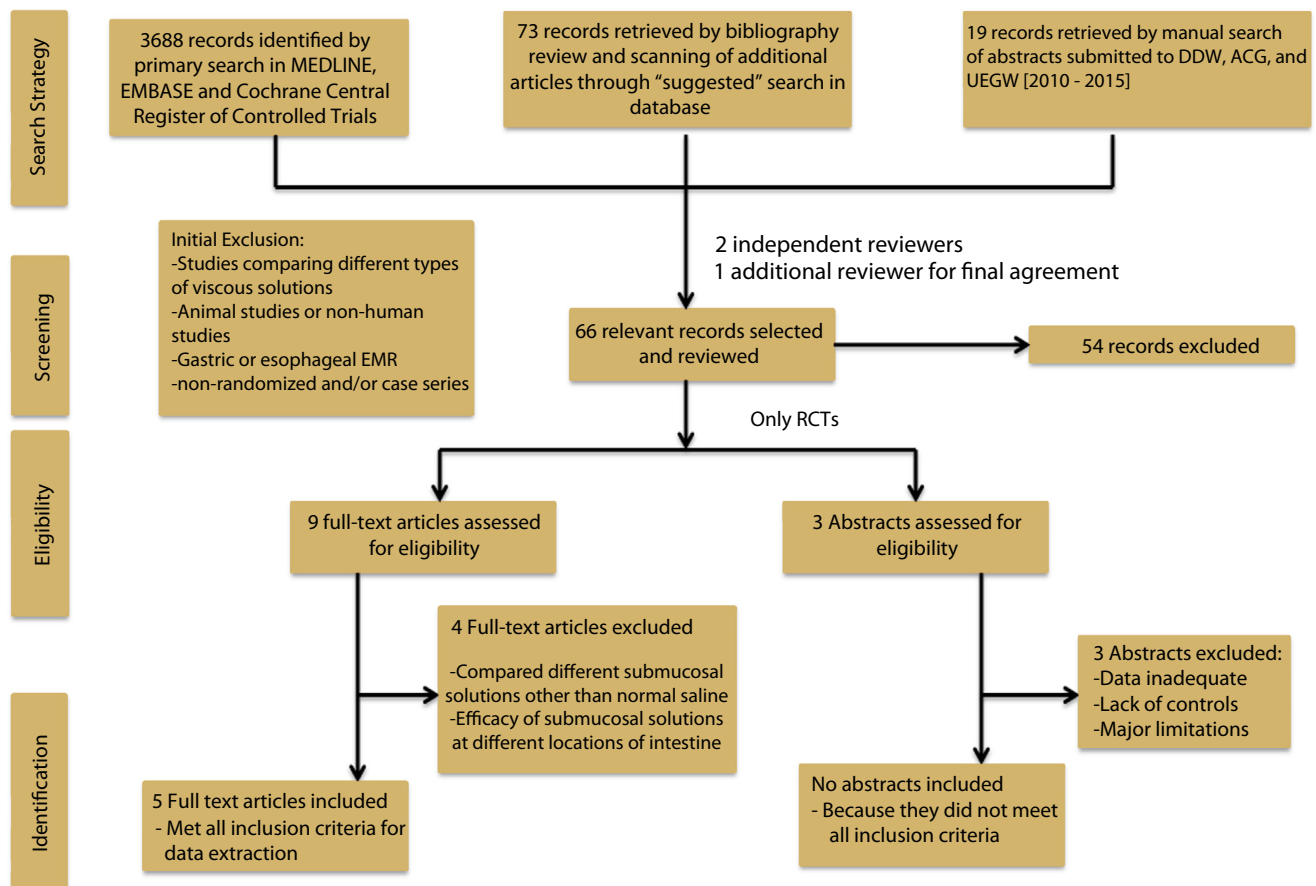 Search Strategy
3688 records identified by
primary search in MEDLINE,
EMBASE and Cochrane Central
Register of Controlled Trials
73 records retrieved by bibliography
review and scanning of additional
articles through “suggested” search in
database
19 records retrieved by manual search
of abstracts submitted to DDW, ACG, and
UEGW [2010 - 2015]
Initial Exclusion:
-Studies comparing different types
of viscous solutions
-Animal studies or non-human
studies
-Gastric or esophageal EMR
-non-randomized and/or case series
2 independent reviewers
1 additional reviewer for final agreement
Screening
66 relevant records selected
and reviewed
54 records excluded
Only RCTs
Eligibility
9 full-text articles assessed
for eligibility
3 Abstracts assessed for
eligibility
4 Full-text articles excluded
-Compared different submucosal
solutions other than normal saline
-Efficacy of submucosal solutions
at different locations of intestine
3 Abstracts excluded:
-Data inadequate
-Lack of controls
-Major limitations
Identification
5 Full text articles included
- Met all inclusion criteria for
data extraction
No abstracts included
- Because they did not meet
all inclusion criteria